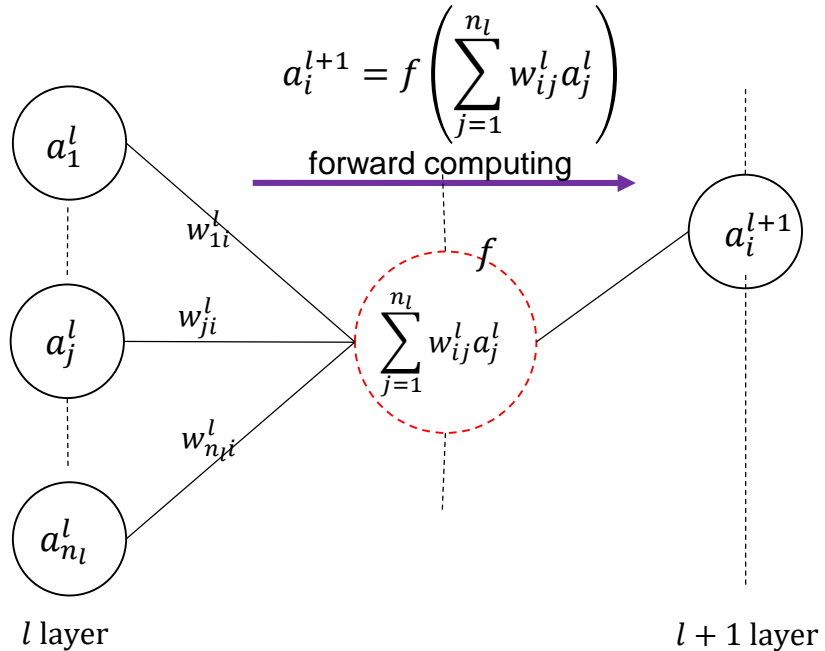 a_i^{l+1} = f(∑_{j=1}^{n_l} w_{ij}^l a_j^l)
forward computing
a_1^l
w_{1i}^l
f
a_i^{l+1}
w_{ji}^l
a_j^l
∑_{j=1}^{n_l} w_{ij}^l a_j^l
w_{n_l i}^l
a_{n_l}^l
l layer
l + 1 layer